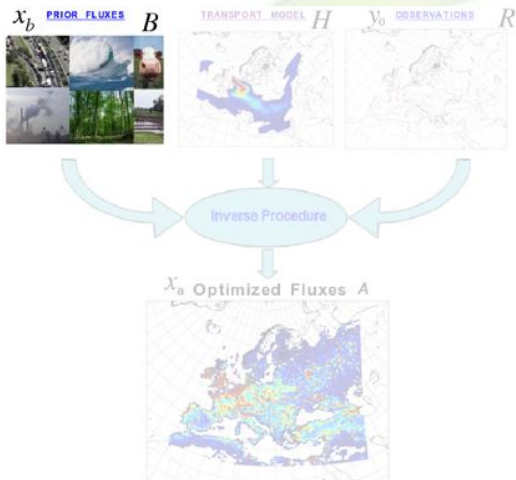 x_b PRIOR FLUXES B
TRANSPORT MODEL H
y_o OBSERVATIONS R
Inverse Procedure
x_a Optimized Fluxes A